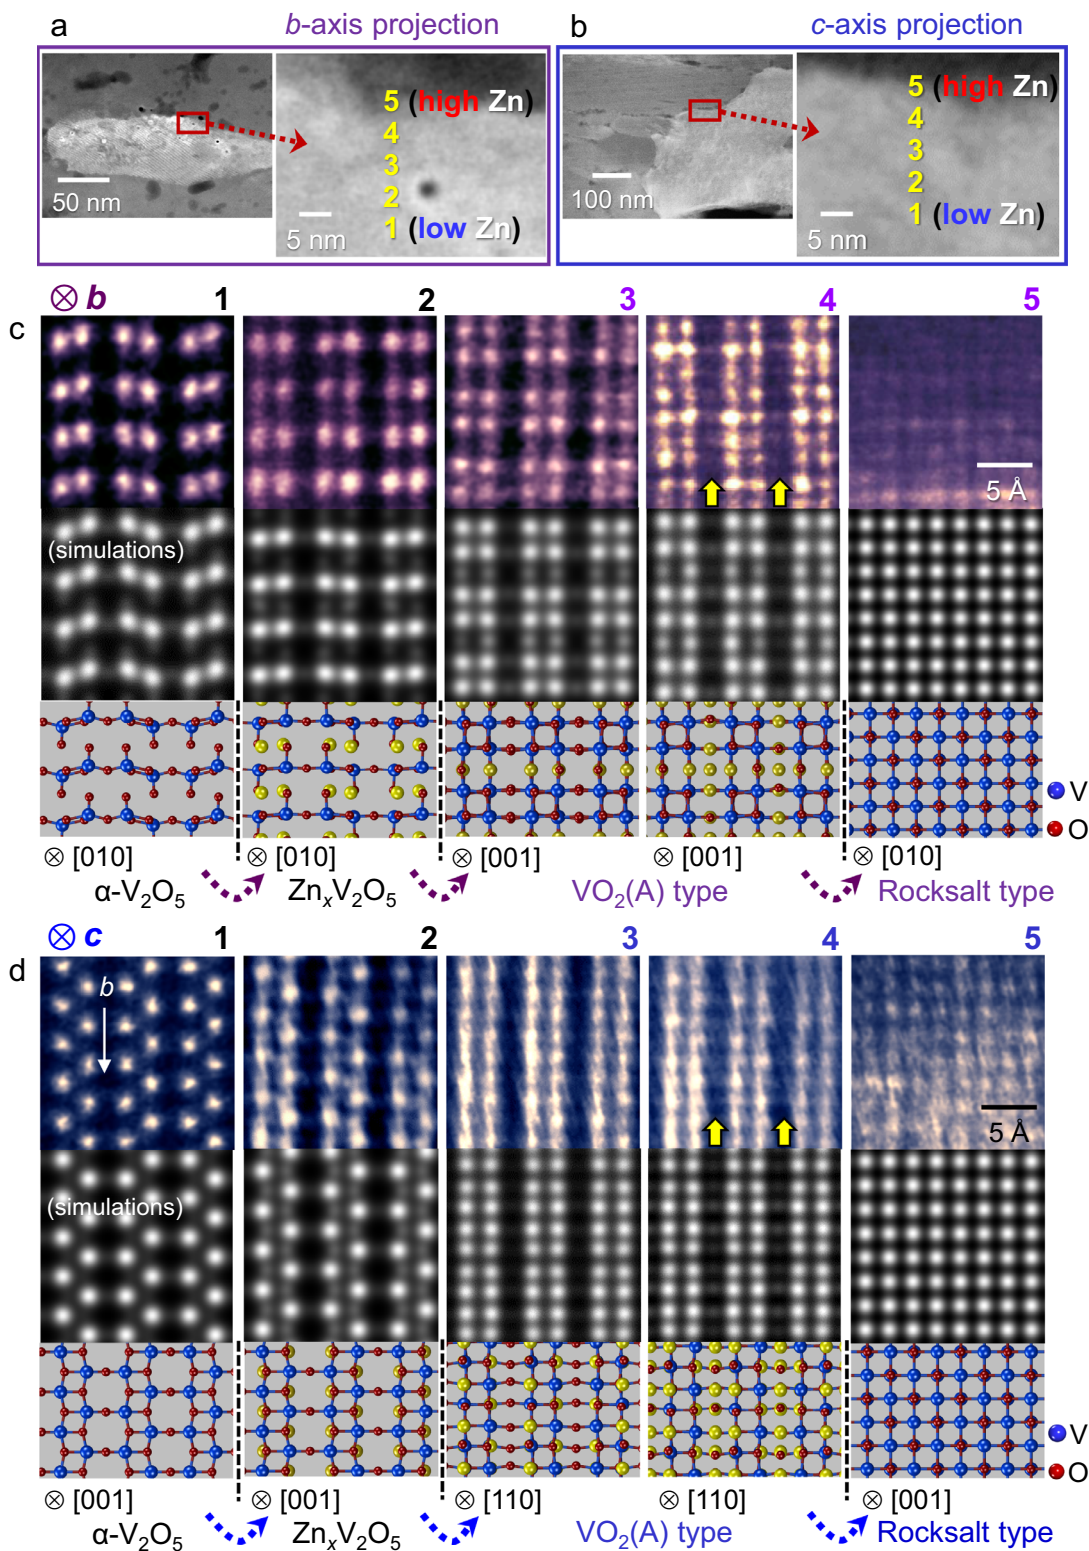 a
b-axis projection
b
c-axis projection
5 (high Zn)
4
3
2
1 (low Zn)
50 nm
5 nm
5 (high Zn)
4
3
2
1 (low Zn)
100 nm
5 nm
c
⊗ b
1
2
3
4
5
5 Å
(simulations)
V
O
⊗ [010]
⊗ [010]
⊗ [001]
⊗ [001]
⊗ [010]
α-V₂O₅
ZnₓV₂O₅
VO₂(A) type
Rocksalt type
d
⊗ c
1
2
3
4
5
b
5 Å
(simulations)
V
O
⊗ [001]
⊗ [001]
⊗ [110]
⊗ [110]
⊗ [001]
α-V₂O₅
ZnₓV₂O₅
VO₂(A) type
Rocksalt type